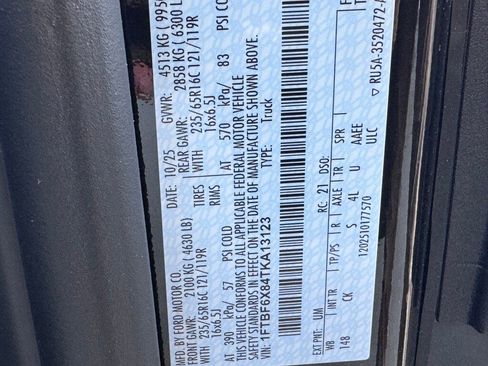 MFD. BY FORD MOTOR CO.
DATE: 10/25 GVWR: 4513 KG ( 9950
FRONT GAWR: 2100 KG ( 4630 LB) REAR GAWR: 2858 KG ( 6300 LB
WITH 235/65R16C 121/119R TIRES WITH 235/65R16C 121/119R
16x6.5J RIMS 16x6.5J
AT 390 kPa/ 57 PSI COLD AT 570 kPa/ 83 PSI CO
THIS VEHICLE CONFORMS TO ALL APPLICABLE FEDERAL MOTOR VEHICLE
SAFETY STANDARDS IN EFFECT ON THE DATE OF MANUFACTURE SHOWN ABOVE.
VIN: 1FTBF6X84TKA13123 TYPE: Truck
EXT PNT: UM RC: 21 DSO:
WB INT TR TP/PS R AXLE TR SPR
148 CK S 4L U AAEE
1202510177570 ULC
▽ RU5A-3520472-A